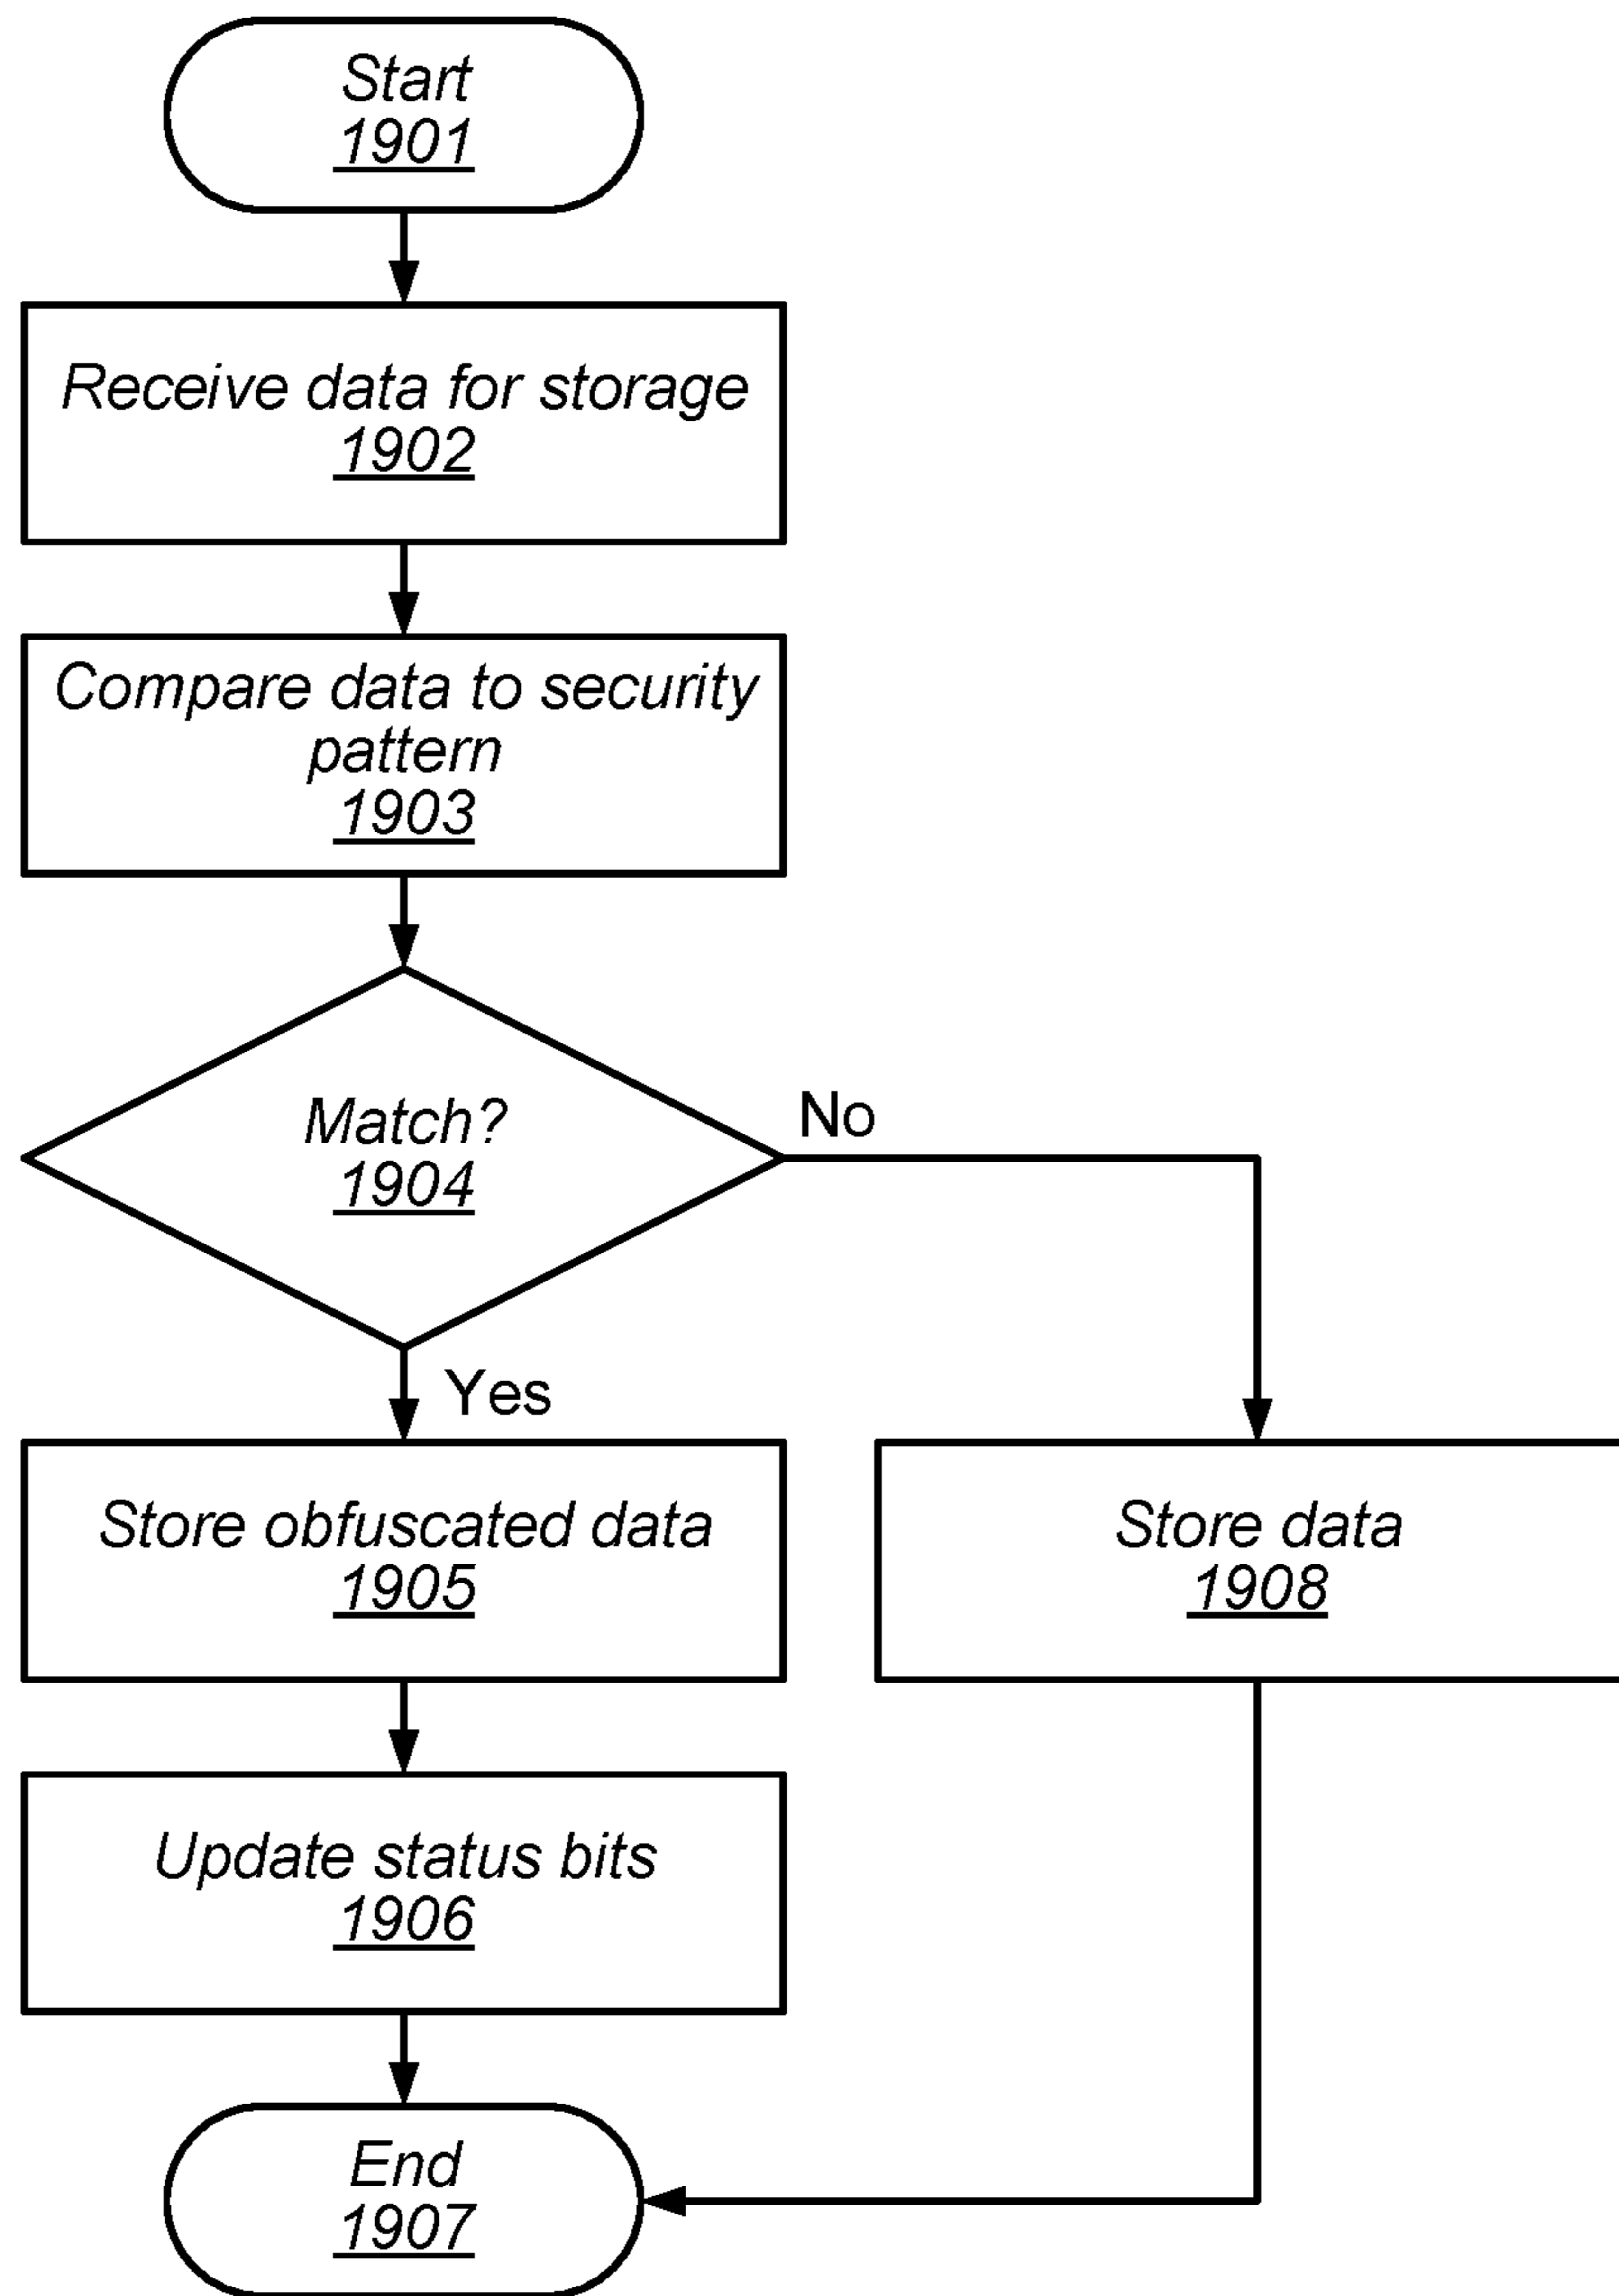 Start
1901
Receive data for storage
1902
Compare data to security
pattern
1903
Match?
1904
No
Yes
Store obfuscated data
1905
Store data
1908
Update status bits
1906
End
1907